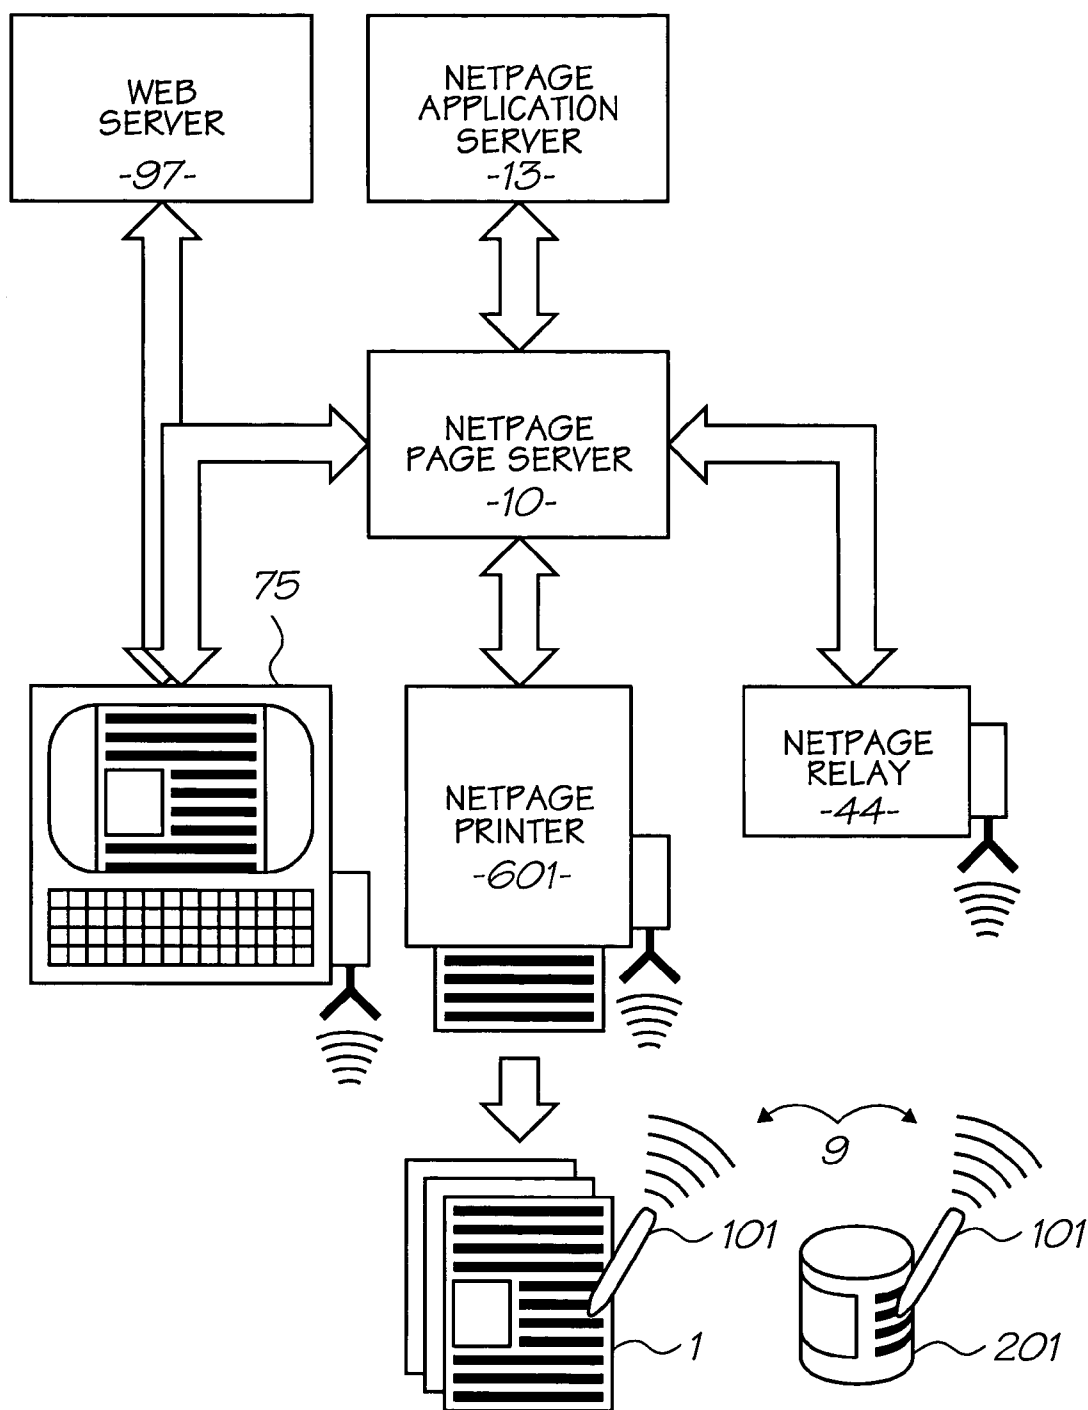 WEB
SERVER
-97-
NETPAGE
APPLICATION
SERVER
-13-
NETPAGE
PAGE SERVER
-10-
75
NETPAGE
PRINTER
-601-
NETPAGE
RELAY
-44-
9
101
101
1
201